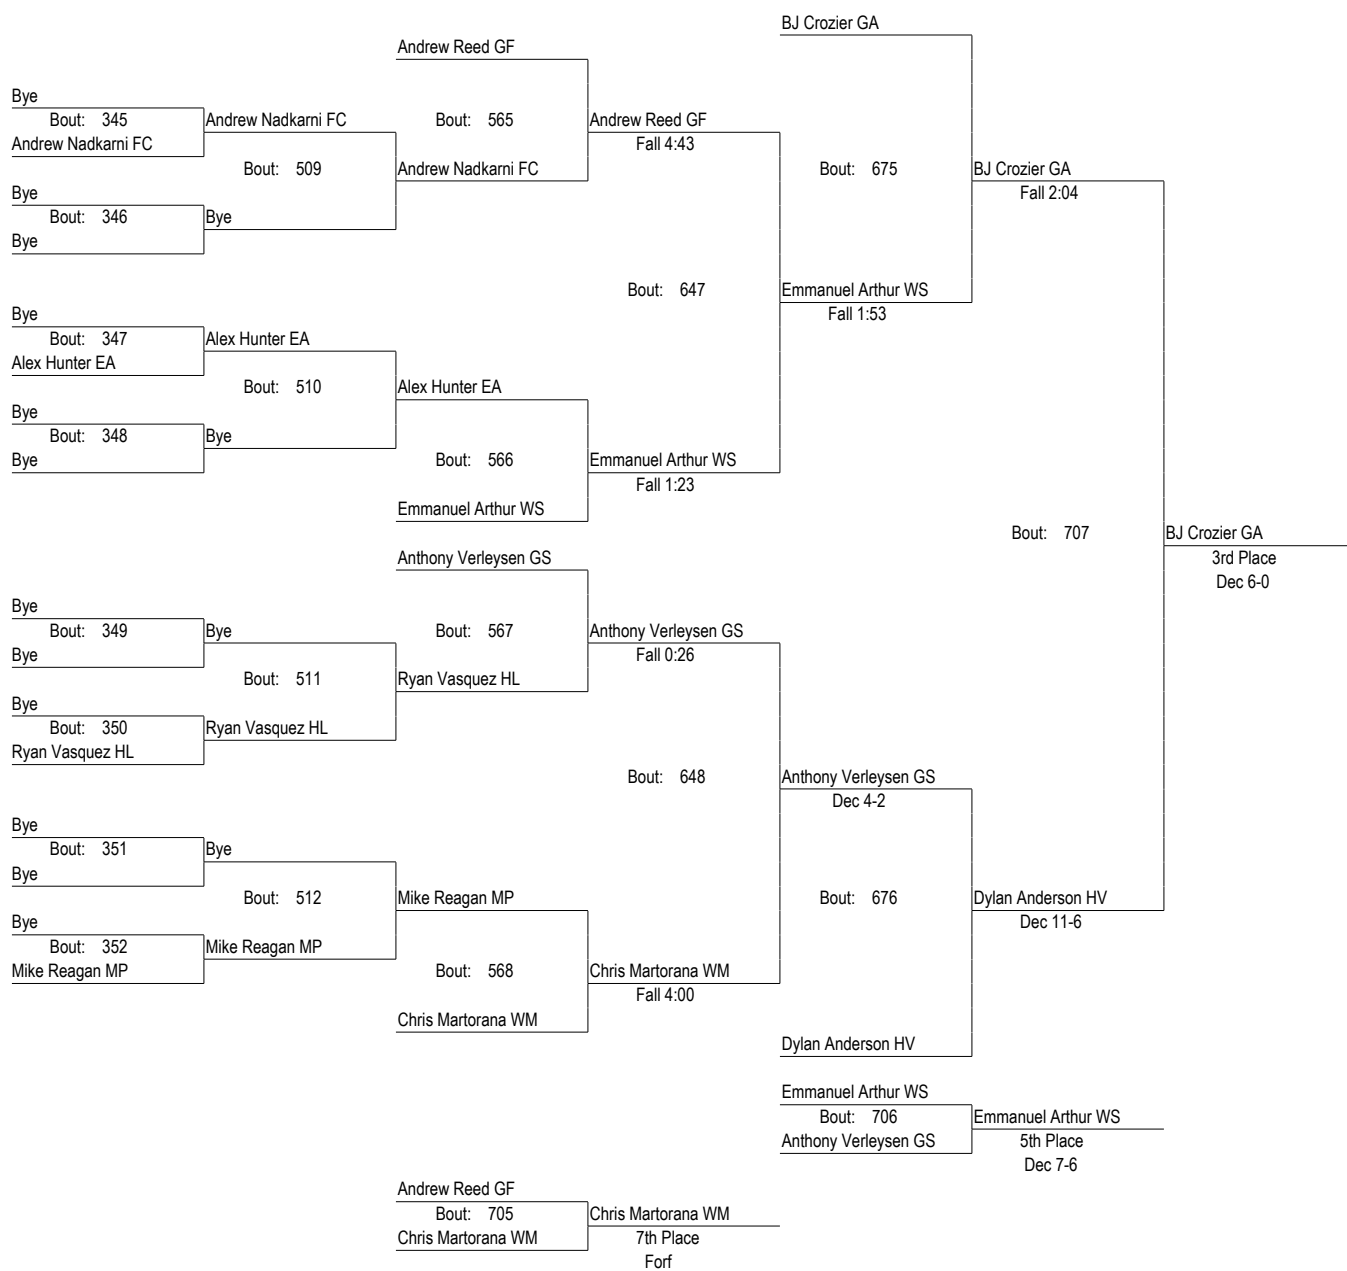 BJ Crozier GA
Andrew Reed GF
Bye
Bout: 345
Andrew Nadkarni FC
Bout: 565
Andrew Reed GF
Andrew Nadkarni FC
Fall 4:43
Bout: 509
Andrew Nadkarni FC
Bout: 675
BJ Crozier GA
Bye
Fall 2:04
Bout: 346
Bye
Bye
Bout: 647
Emmanuel Arthur WS
Bye
Fall 1:53
Bout: 347
Alex Hunter EA
Alex Hunter EA
Bout: 510
Alex Hunter EA
Bye
Bout: 348
Bye
Bye
Bout: 566
Emmanuel Arthur WS
Fall 1:23
Emmanuel Arthur WS
Bout: 707
BJ Crozier GA
Anthony Verleysen GS
3rd Place
Dec 6-0
Bye
Bout: 349
Bye
Bout: 567
Anthony Verleysen GS
Bye
Fall 0:26
Bout: 511
Ryan Vasquez HL
Bye
Bout: 350
Ryan Vasquez HL
Ryan Vasquez HL
Bout: 648
Anthony Verleysen GS
Dec 4-2
Bye
Bout: 351
Bye
Bye
Bout: 512
Mike Reagan MP
Bout: 676
Dylan Anderson HV
Bye
Dec 11-6
Bout: 352
Mike Reagan MP
Mike Reagan MP
Bout: 568
Chris Martorana WM
Fall 4:00
Chris Martorana WM
Dylan Anderson HV
Emmanuel Arthur WS
Bout: 706
Emmanuel Arthur WS
Anthony Verleysen GS
5th Place
Dec 7-6
Andrew Reed GF
Bout: 705
Chris Martorana WM
Chris Martorana WM
7th Place
Forf